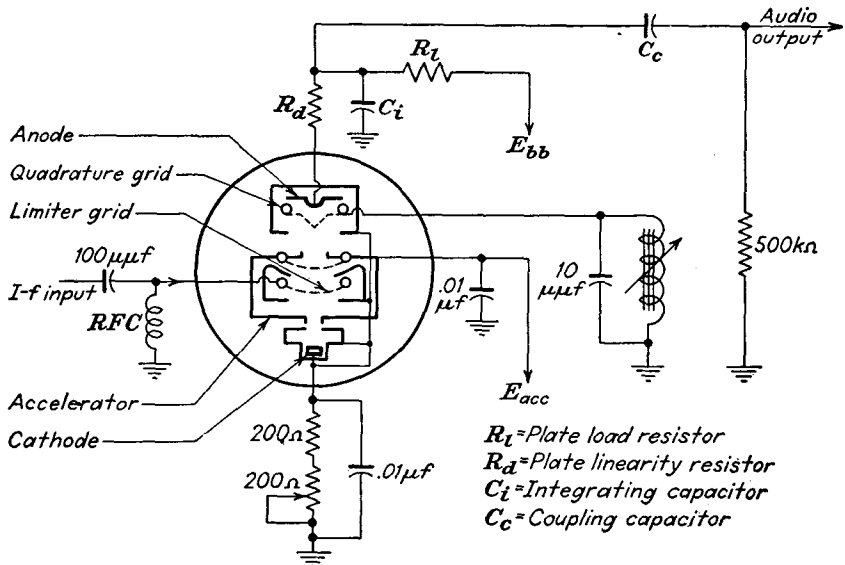 Audio
output
C_c
R_l
R_d
C_i
E_bb
Anode
Quadrature grid
Limiter grid
100μμf
I-f input
RFC
.01
μf
10
μμf
500kΩ
E_acc
Accelerator
Cathode
200Ω
200Ω
.01μf
R_l=Plate load resistor
R_d=Plate linearity resistor
C_i=Integrating capacitor
C_c=Coupling capacitor